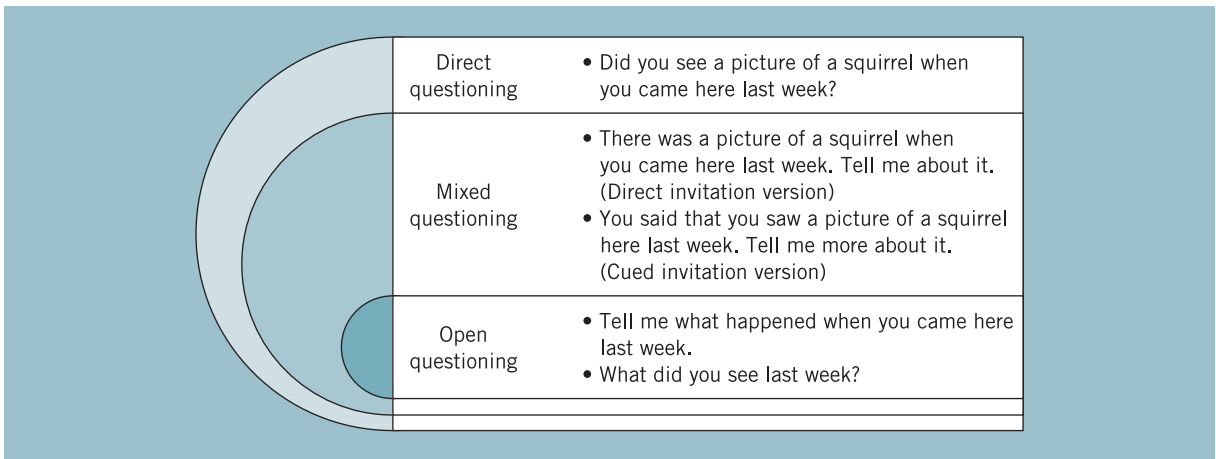 Direct
questioning
• Did you see a picture of a squirrel when
you came here last week?
Mixed
questioning
• There was a picture of a squirrel when
you came here last week. Tell me about it.
(Direct invitation version)
• You said that you saw a picture of a squirrel
here last week. Tell me more about it.
(Cued invitation version)
Open
questioning
• Tell me what happened when you came here
last week.
• What did you see last week?